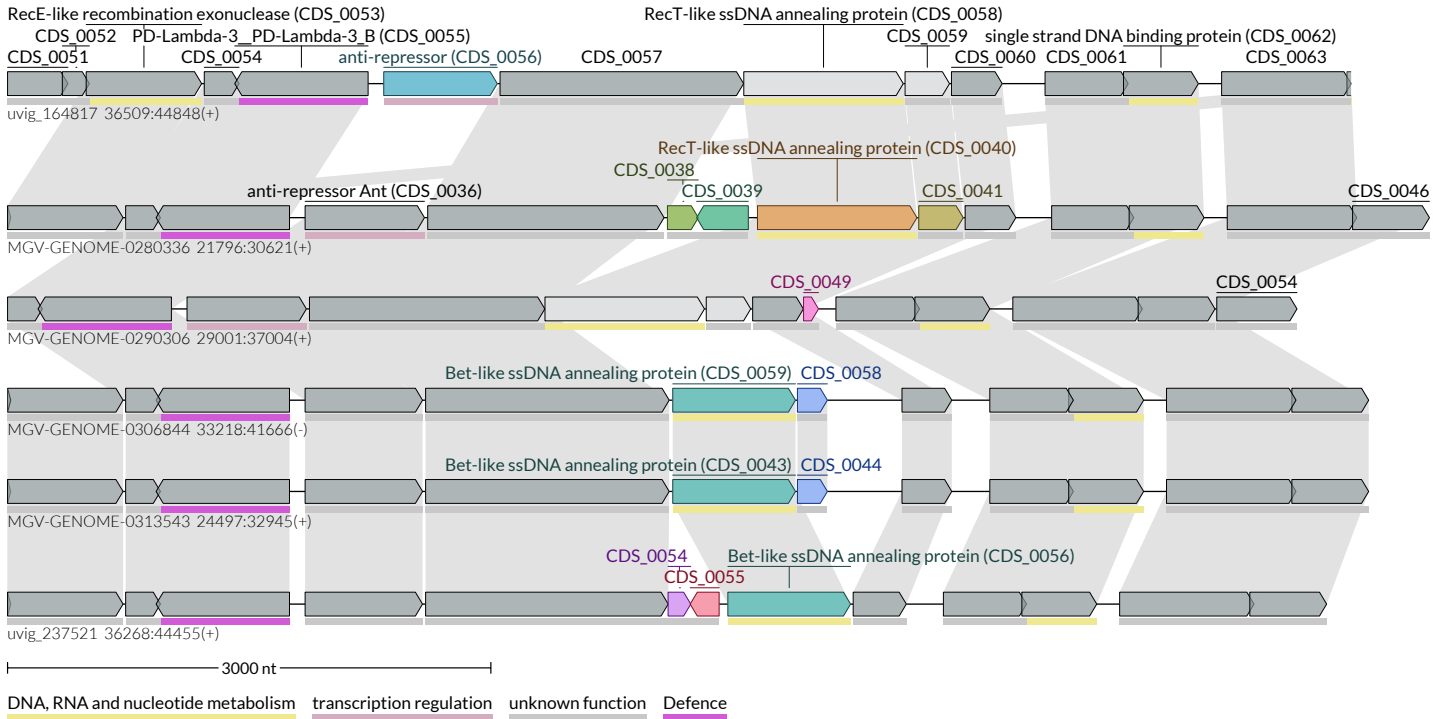 RecE-like recombination exonuclease (CDS_0053)
RecT-like ssDNA annealing protein (CDS_0058)
CDS_0052
PD-Lambda-3__PD-Lambda-3_B (CDS_0055)
CDS_0059
single strand DNA binding protein (CDS_0062)
CDS_0051
CDS_0054
anti-repressor (CDS_0056)
CDS_0057
CDS_0060
CDS_0061
CDS_0063
uvig_164817 36509:44848(+)
RecT-like ssDNA annealing protein (CDS_0040)
CDS_0038
anti-repressor Ant (CDS_0036)
CDS_0039
CDS_0041
CDS_0046
MGV-GENOME-0280336 21796:30621(+)
CDS_0049
CDS_0054
MGV-GENOME-0290306 29001:37004(+)
Bet-like ssDNA annealing protein (CDS_0059)
CDS_0058
MGV-GENOME-0306844 33218:41666(-)
Bet-like ssDNA annealing protein (CDS_0043)
CDS_0044
MGV-GENOME-0313543 24497:32945(+)
CDS_0054
Bet-like ssDNA annealing protein (CDS_0056)
CDS_0055
uvig_237521 36268:44455(+)
3000 nt
DNA, RNA and nucleotide metabolism
transcription regulation
unknown function
Defence